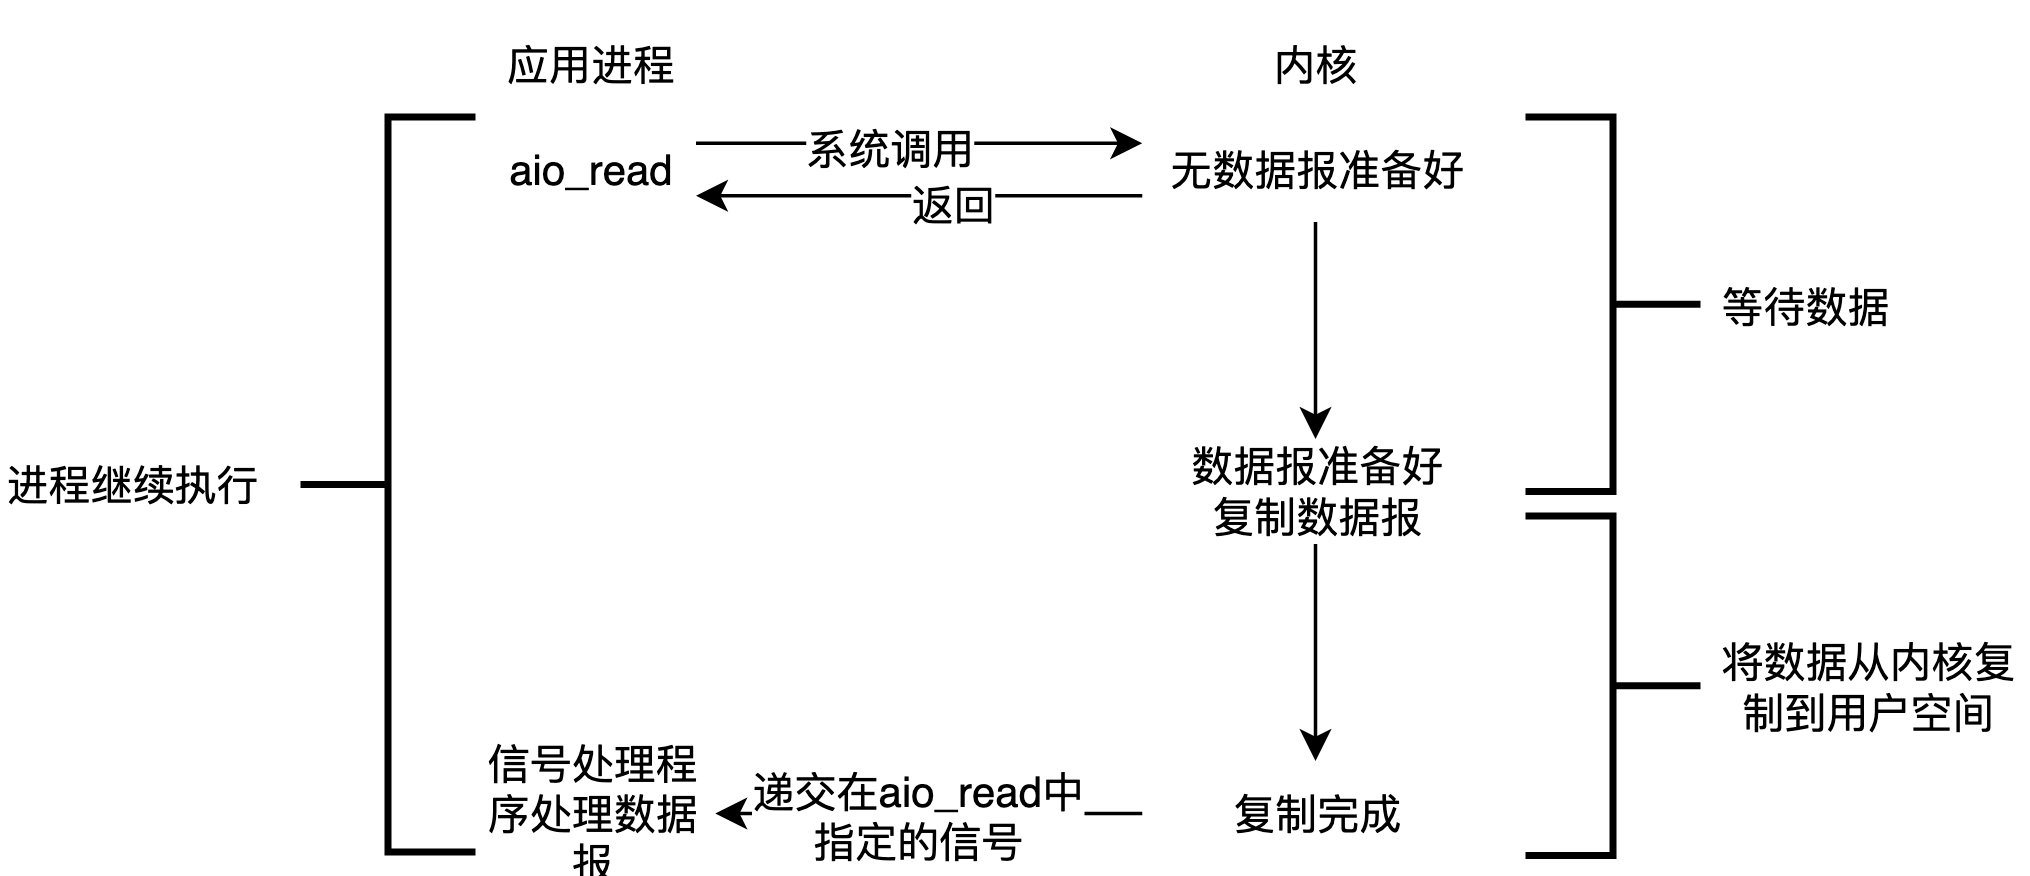 应用进程
内核
aio_read
系统调用
返回
无数据报准备好
等待数据
进程继续执行
数据报准备好
复制数据报
将数据从内核复
制到用户空间
信号处理程
序处理数据
报
递交在aio_read中
指定的信号
复制完成